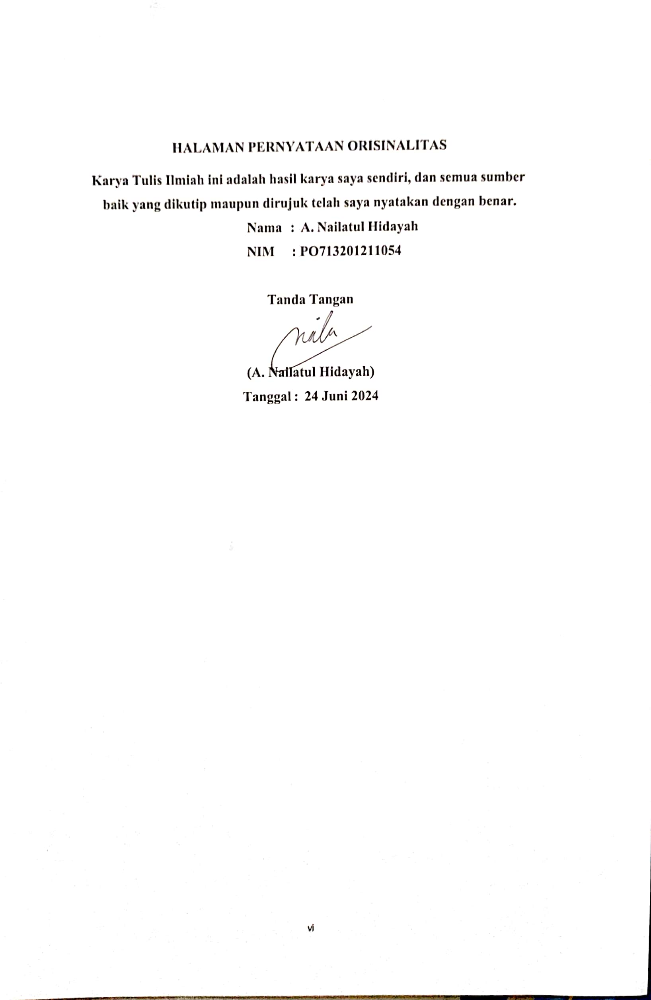 HALAMAN PERNYATAAN ORISINALITAS
Karya Tulis Ilmiah ini adalah hasil karya saya sendiri, dan semua sumber
baik yang dikutip maupun dirujuk telah saya nyatakan dengan benar.
Nama : A. Nailatul Hidayah
NIM : PO713201211054
Tanda Tangan
naila
(A. Nailatul Hidayah)
Tanggal : 24 Juni 2024
vi